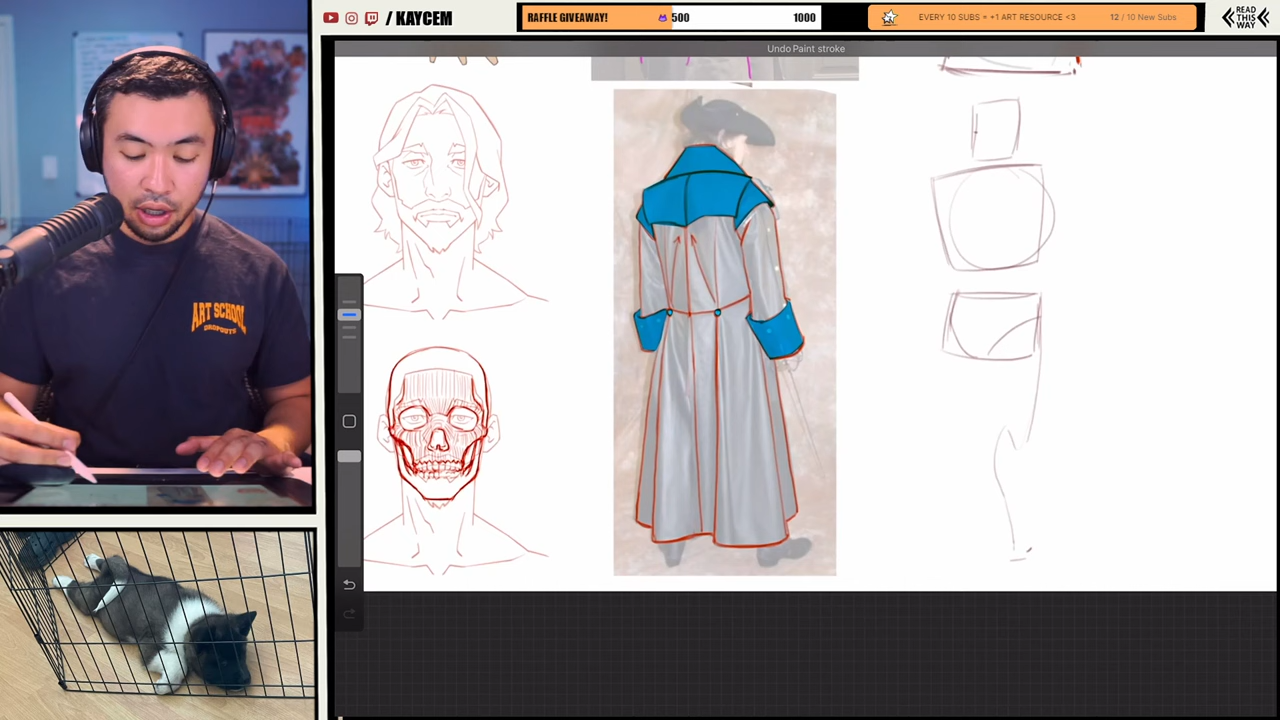 / KAYCEM
RAFFLE GIVEAWAY!
500
1000
EVERY 10 SUBS = +1 ART RESOURCE <3
12 / 10 New Subs
READ
THIS
WAY
Undo Paint stroke
ART SCHOOL
DROPOUTS